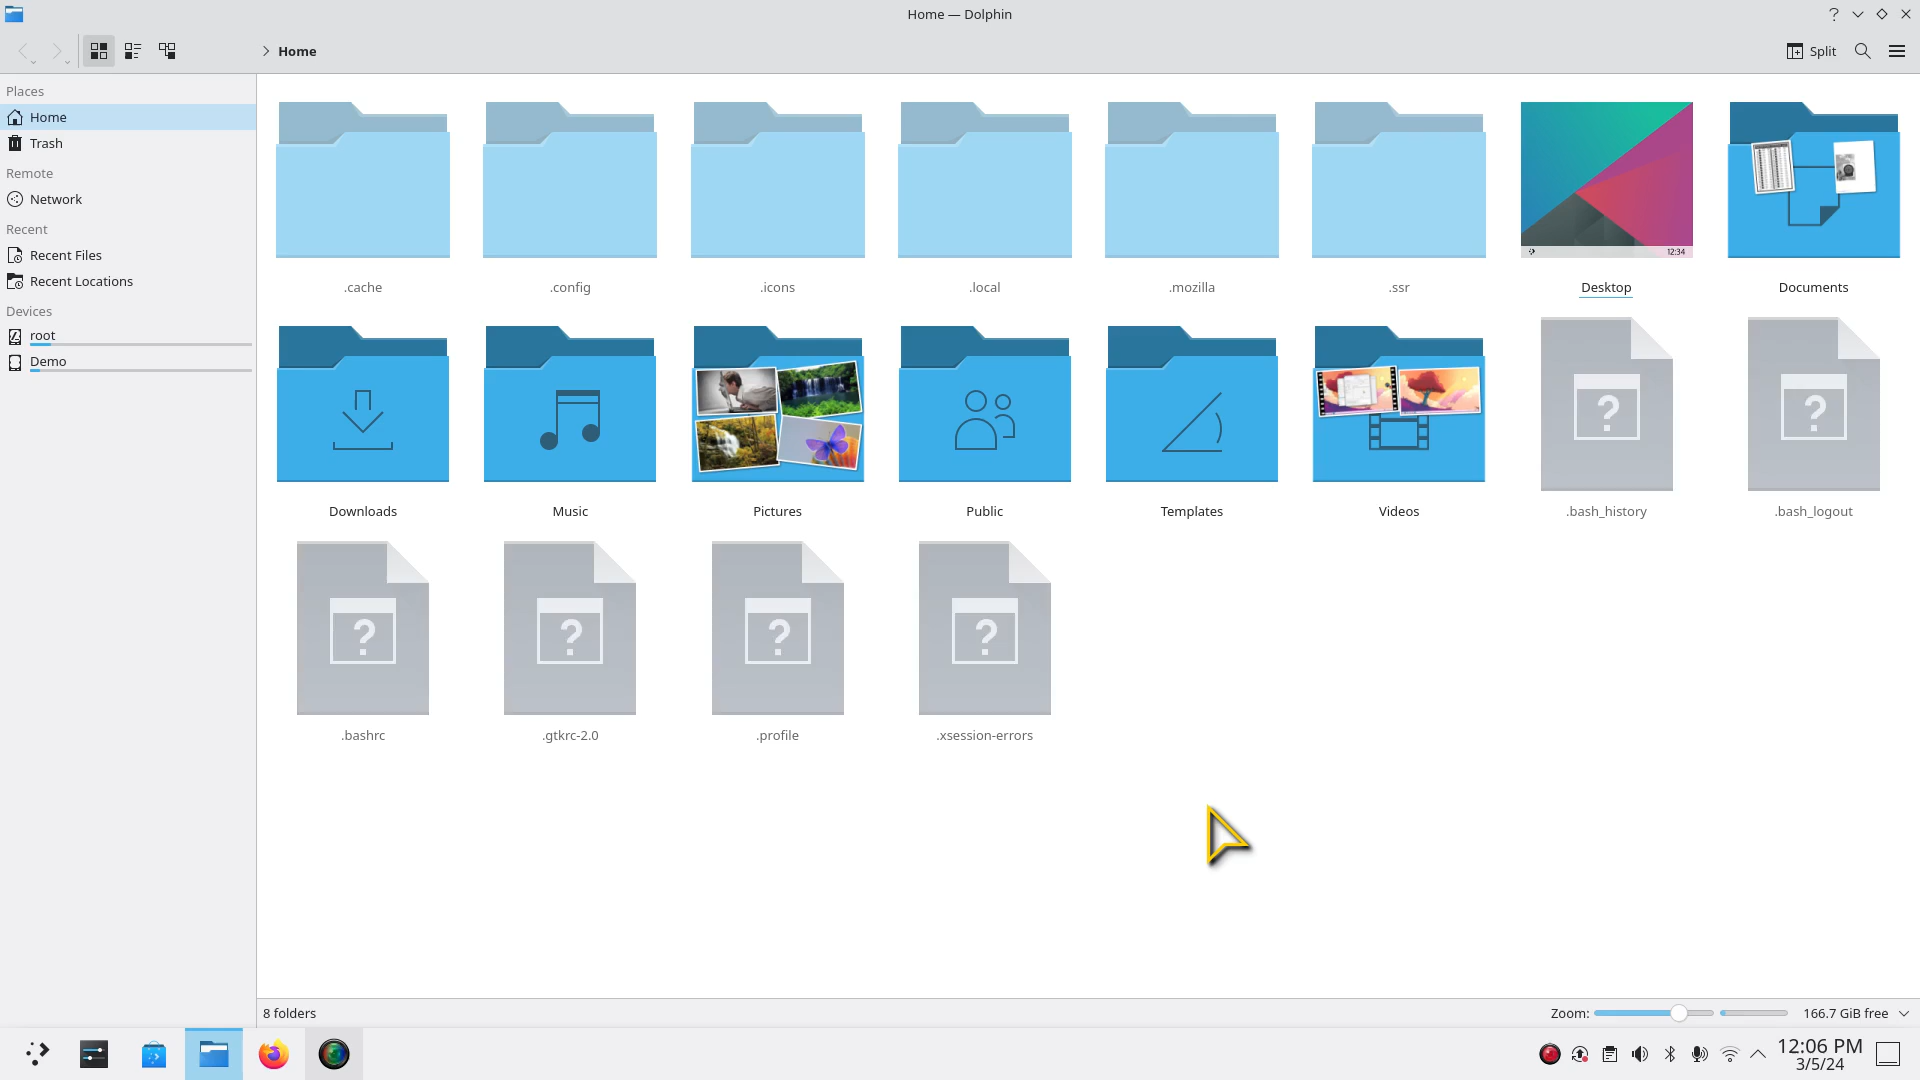 Home — Dolphin
Home
Split
Places
Home
Trash
Remote
Network
Recent
Recent Files
Recent Locations
Devices
root
Demo
.cache
.config
.icons
.local
.mozilla
.ssr
12:34
Desktop
Documents
Downloads
Music
Pictures
Public
Templates
Videos
.bash_history
.bash_logout
.bashrc
.gtkrc-2.0
.profile
.xsession-errors
8 folders
Zoom:
166.7 GiB free
12:06 PM
3/5/24